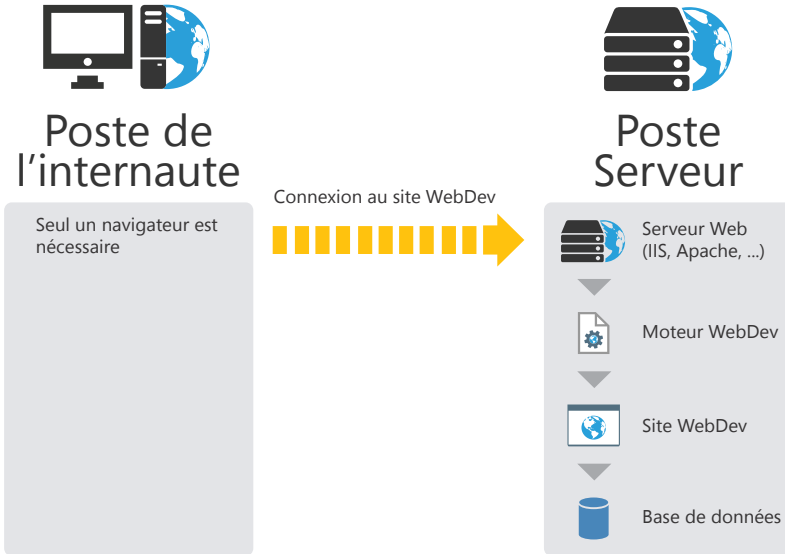 Poste de
l'internaute
Seul un navigateur est
nécessaire
Connexion au site WebDev
Poste
Serveur
Serveur Web
(IIS, Apache, ...)
Moteur WebDev
Site WebDev
Base de données